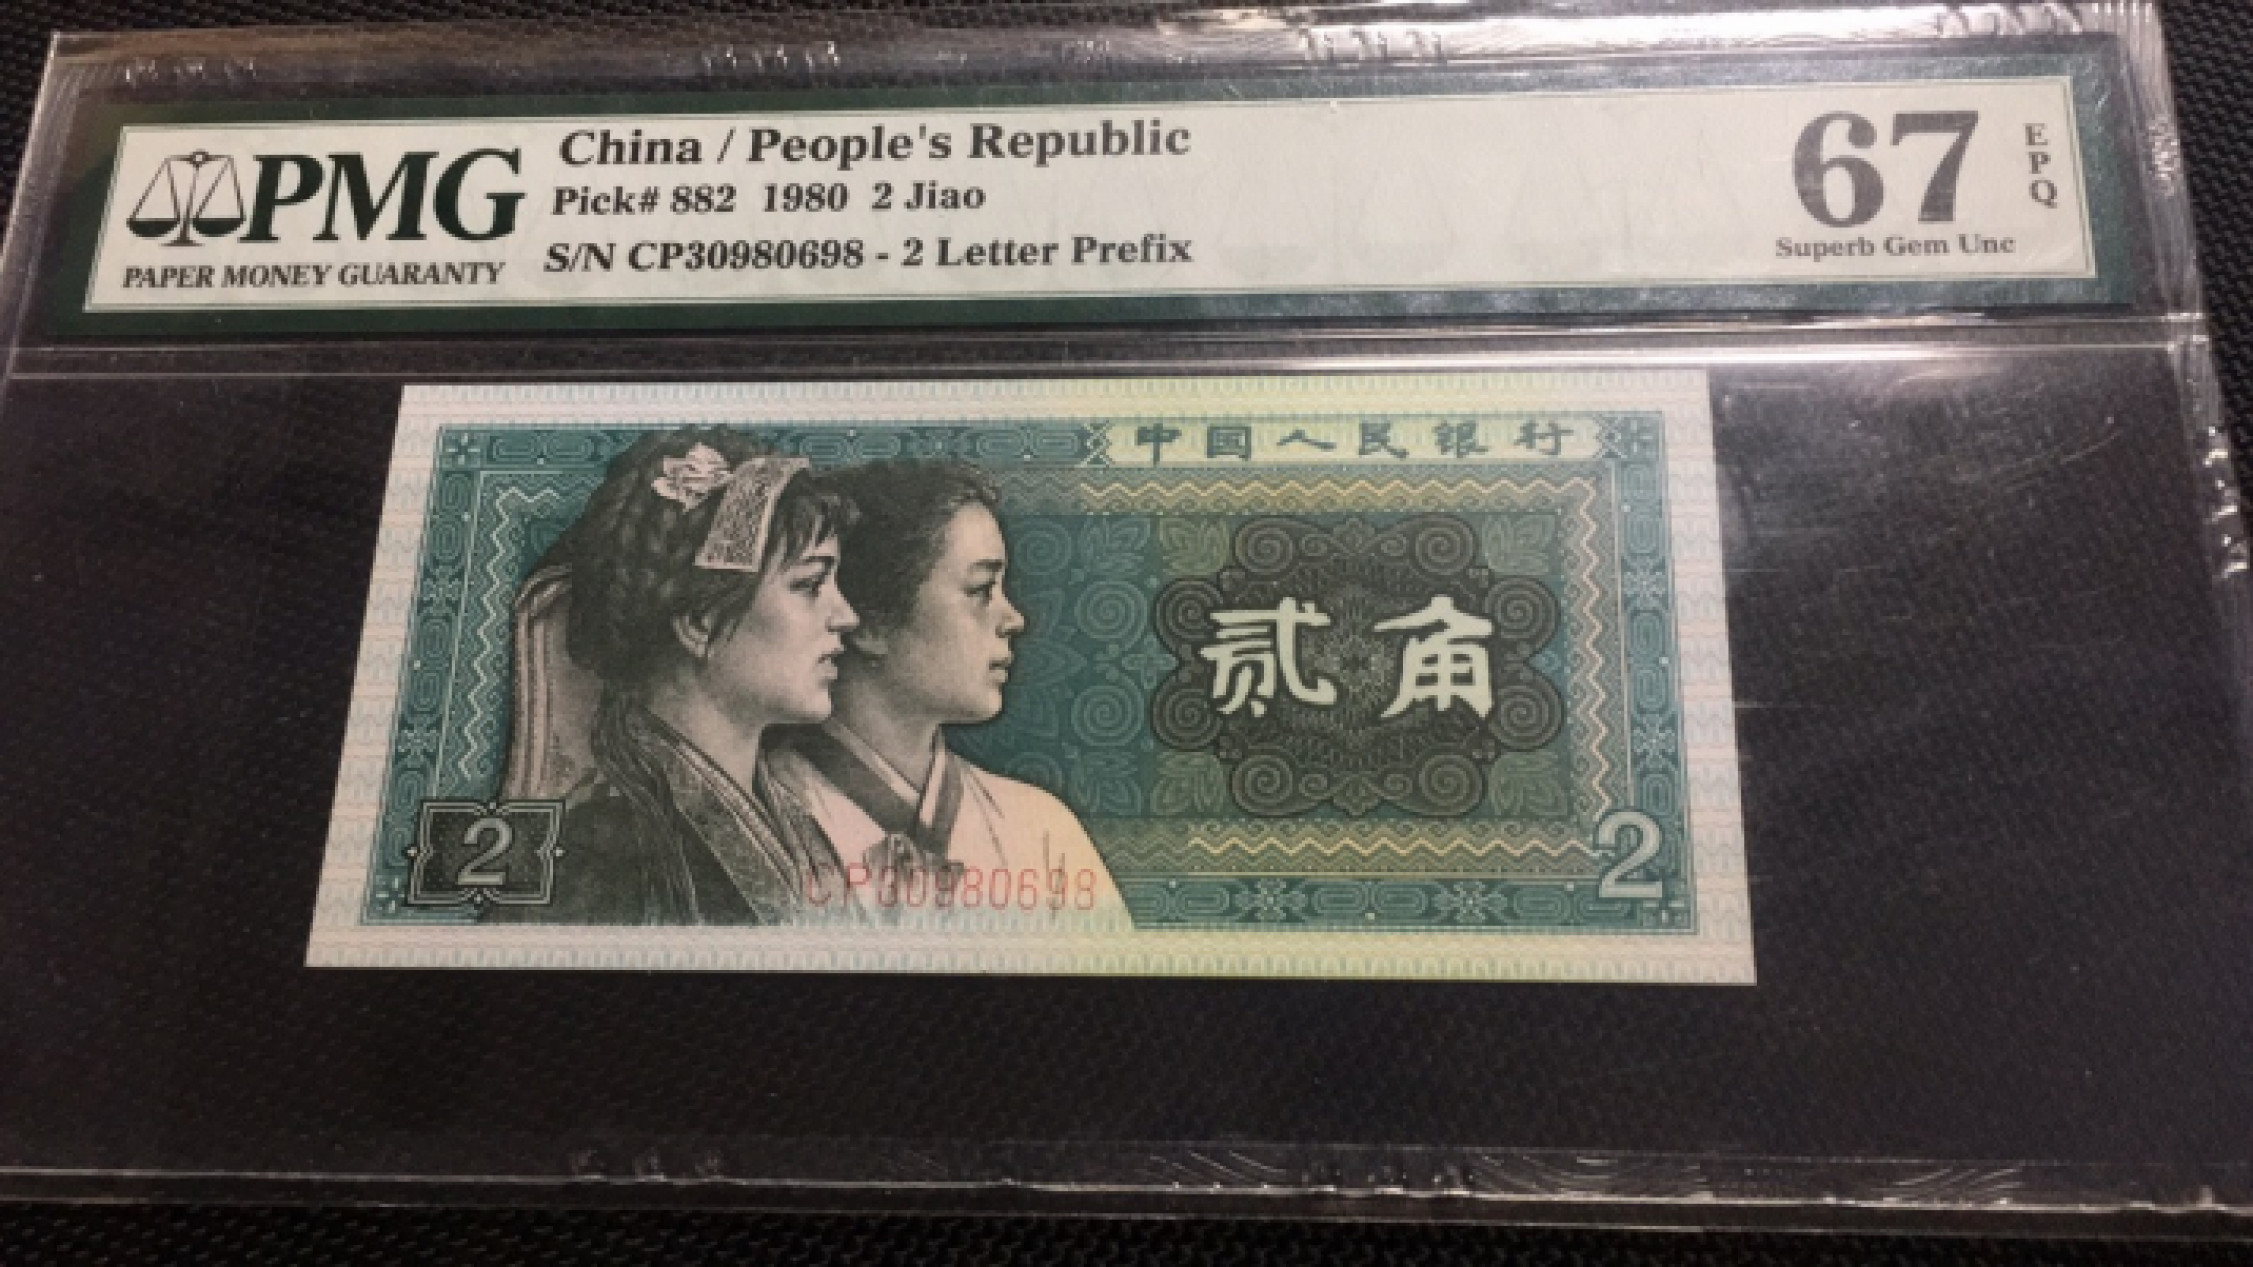 PMG
PAPER MONEY GUARANTY
China / People's Republic
Pick# 882 1980 2 Jiao
S/N CP30980698 - 2 Letter Prefix
67
EPQ
Superb Gem Unc
中国人民银行
贰角
2
CP30980698
2